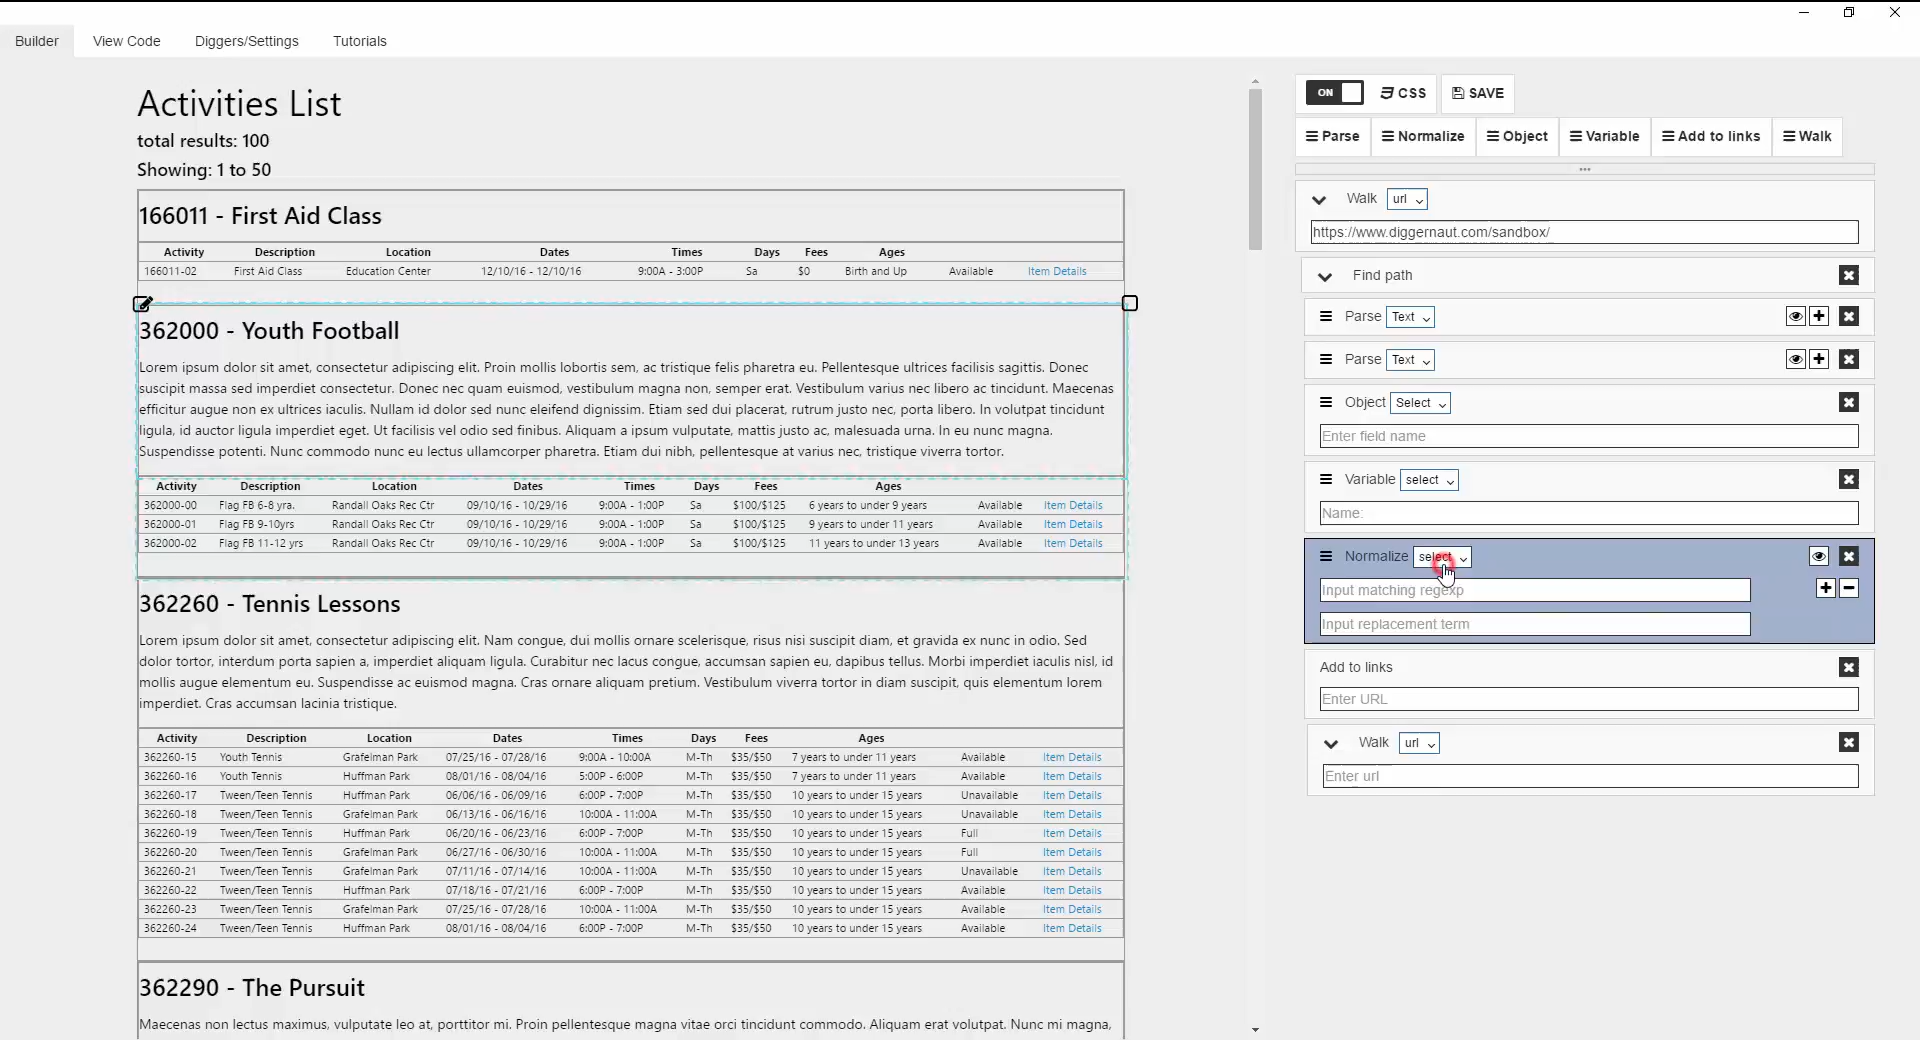 Builder View Code Diggers/Settings Tutorials
Activities List
total results: 100
Showing: 1 to 50
166011 - First Aid Class
Activity Description Location Dates Times Days Fees Ages
166011-02 First Aid Class Education Center 12/10/16 - 12/10/16 9:00A - 3:00P Sa $0 Birth and Up Available Item Details
362000 - Youth Football
Lorem ipsum dolor sit amet, consectetur adipiscing elit. Proin mollis lobortis sem, ac tristique felis pharetra eu. Pellentesque ultrices facilisis sagittis. Donec
suscipit massa sed imperdiet consectetur. Donec nec quam euismod, vestibulum magna non, semper erat. Vestibulum varius nec libero ac tincidunt. Maecenas
efficitur augue non ex ultrices iaculis. Nullam id dolor sed nunc eleifend dignissim. Etiam sed dui placerat, rutrum justo nec, porta libero. In volutpat tincidunt
ligula, id auctor ligula imperdiet eget. Ut facilisis vel odio sed finibus. Aliquam a ipsum vulputate, mattis justo ac, malesuada urna. In eu nunc magna.
Suspendisse potenti. Nunc commodo nunc eu lectus ullamcorper pharetra. Etiam dui nibh, pellentesque at varius nec, tristique viverra tortor.
Activity Description Location Dates Times Days Fees Ages
362000-00 Flag FB 6-8 yra. Randall Oaks Rec Ctr 09/10/16 - 10/29/16 9:00A - 1:00P Sa $100/$125 6 years to under 9 years Available Item Details
362000-01 Flag FB 9-10yrs Randall Oaks Rec Ctr 09/10/16 - 10/29/16 9:00A - 1:00P Sa $100/$125 9 years to under 11 years Available Item Details
362000-02 Flag FB 11-12 yrs Randall Oaks Rec Ctr 09/10/16 - 10/29/16 9:00A - 1:00P Sa $100/$125 11 years to under 13 years Available Item Details
362260 - Tennis Lessons
Lorem ipsum dolor sit amet, consectetur adipiscing elit. Nam congue, dui mollis ornare scelerisque, risus nisi suscipit diam, et gravida ex nunc in odio. Sed
dolor tortor, interdum porta sapien a, imperdiet aliquam ligula. Curabitur nec lacus congue, accumsan sapien eu, dapibus tellus. Morbi imperdiet iaculis nisl, id
mollis augue elementum eu. Suspendisse ac euismod magna. Cras ornare aliquam pretium. Vestibulum viverra tortor in diam suscipit, quis elementum lorem
imperdiet. Cras accumsan lacinia tristique.
Activity Description Location Dates Times Days Fees Ages
362260-15 Youth Tennis Grafelman Park 07/25/16 - 07/28/16 9:00A - 10:00A M-Th $35/$50 7 years to under 11 years Available Item Details
362260-16 Youth Tennis Huffman Park 08/01/16 - 08/04/16 5:00P - 6:00P M-Th $35/$50 7 years to under 11 years Available Item Details
362260-17 Tween/Teen Tennis Huffman Park 06/06/16 - 06/09/16 6:00P - 7:00P M-Th $35/$50 10 years to under 15 years Unavailable Item Details
362260-18 Tween/Teen Tennis Grafelman Park 06/13/16 - 06/16/16 10:00A - 11:00A M-Th $35/$50 10 years to under 15 years Unavailable Item Details
362260-19 Tween/Teen Tennis Huffman Park 06/20/16 - 06/23/16 6:00P - 7:00P M-Th $35/$50 10 years to under 15 years Full Item Details
362260-20 Tween/Teen Tennis Grafelman Park 06/27/16 - 06/30/16 10:00A - 11:00A M-Th $35/$50 10 years to under 15 years Full Item Details
362260-21 Tween/Teen Tennis Grafelman Park 07/11/16 - 07/14/16 10:00A - 11:00A M-Th $35/$50 10 years to under 15 years Unavailable Item Details
362260-22 Tween/Teen Tennis Huffman Park 07/18/16 - 07/21/16 6:00P - 7:00P M-Th $35/$50 10 years to under 15 years Available Item Details
362260-23 Tween/Teen Tennis Grafelman Park 07/25/16 - 07/28/16 10:00A - 11:00A M-Th $35/$50 10 years to under 15 years Available Item Details
362260-24 Tween/Teen Tennis Huffman Park 08/01/16 - 08/04/16 6:00P - 7:00P M-Th $35/$50 10 years to under 15 years Available Item Details
362290 - The Pursuit
Maecenas non lectus maximus, vulputate leo at, porttitor mi. Proin pellentesque magna vitae orci tincidunt commodo. Aliquam erat volutpat. Nunc mi magna,
ON CSS SAVE
Parse Normalize Object Variable Add to links Walk
Walk url
https://www.diggernaut.com/sandbox/
Find path
Parse Text
Parse Text
Object Select
Enter field name
Variable select
Name:
Normalize select
Input matching regexp
Input replacement term
Add to links
Enter URL
Walk url
Enter url